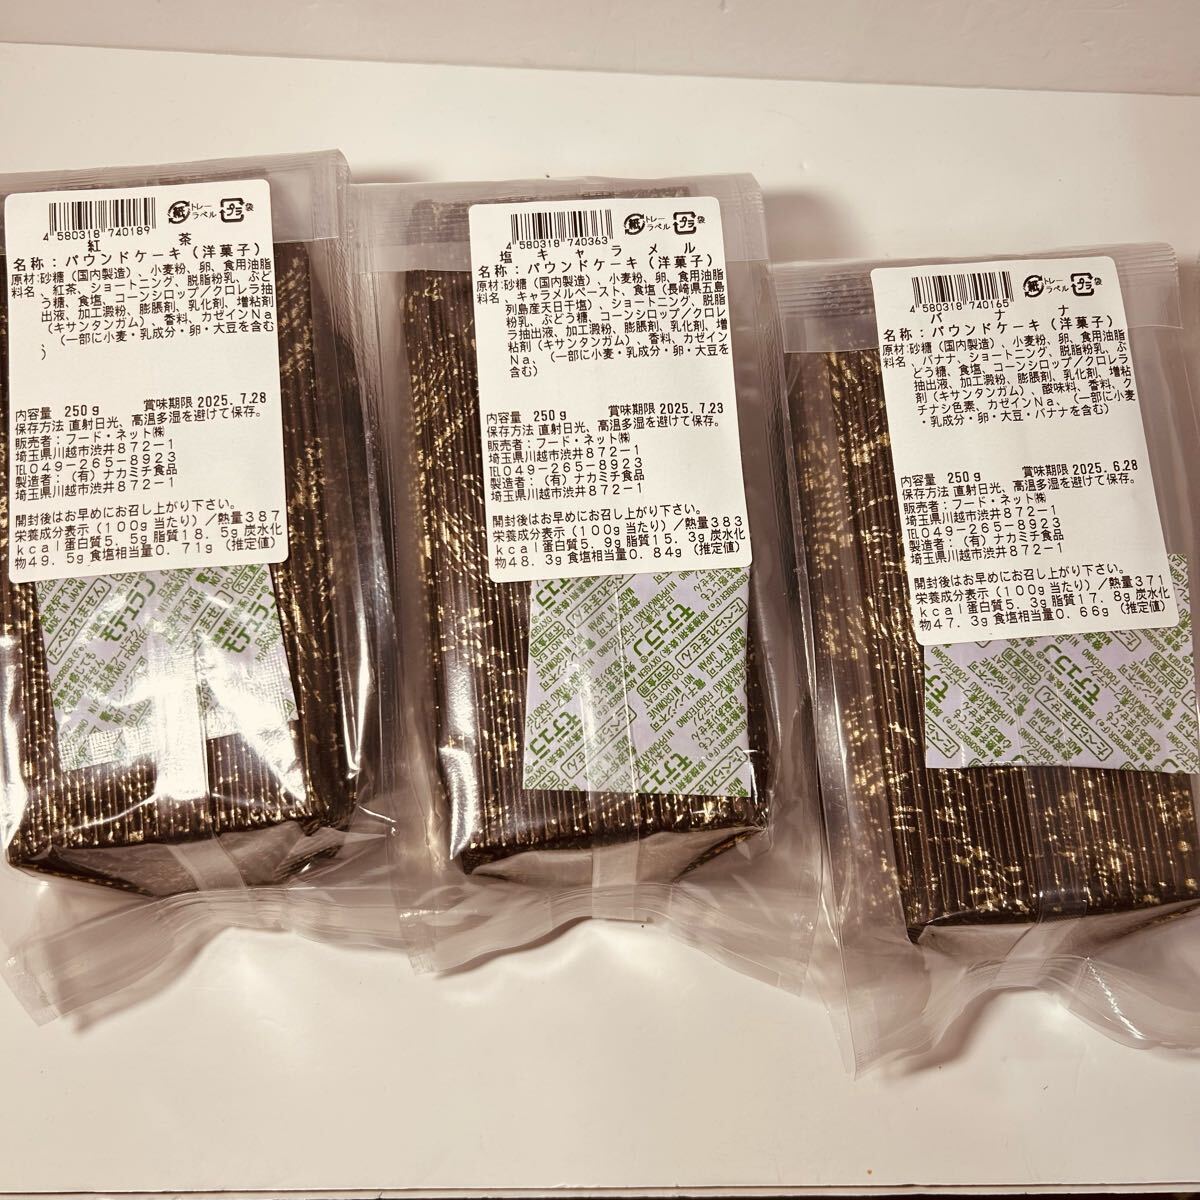 4 580318 740189
トレー
ラベル
紙
プラ
袋
紅　茶
名称：パウンドケーキ（洋菓子）
原材料名：砂糖（国内製造）、小麦粉、卵、食用油脂
、紅茶、ショートニング、脱脂粉乳、ぶど
う糖、食塩、コーンシロップ／クロレラ抽
出液、加工澱粉、膨脹剤、乳化剤、増粘剤
（キサンタンガム）、香料、カゼインNa
、（一部に小麦・乳成分・卵・大豆を含む
）
内容量 250g 賞味期限 2025.7.28
保存方法 直射日光、高温多湿を避けて保存。
販売者：フード・ネット㈱
埼玉県川越市渋井872−1
℡049−265−8923
製造者：（有）ナカミチ食品
埼玉県川越市渋井872−1
開封後はお早めにお召し上がり下さい。
栄養成分表示（100g当たり）／熱量387
kcal蛋白質5.5g脂質18.5g炭水化
物49.5g食塩相当量0.71g（推定値）
4 580318 740363
トレー
ラベル
紙
プラ
袋
塩キャラメル
名称：パウンドケーキ（洋菓子）
原材料名：砂糖（国内製造）、小麦粉、卵、食用油脂
、キャラメルペースト、食塩（長崎県五島
列島産天日干塩）、ショートニング、脱脂
粉乳、ぶどう糖、コーンシロップ／クロレ
ラ抽出液、加工澱粉、膨脹剤、乳化剤、増
粘剤（キサンタンガム）、香料、カゼイン
Na、（一部に小麦・乳成分・卵・大豆を
含む）
内容量 250g 賞味期限 2025.7.23
保存方法 直射日光、高温多湿を避けて保存。
販売者：フード・ネット㈱
埼玉県川越市渋井872−1
℡049−265−8923
製造者：（有）ナカミチ食品
埼玉県川越市渋井872−1
開封後はお早めにお召し上がり下さい。
栄養成分表示（100g当たり）／熱量383
kcal蛋白質5.9g脂質15.3g炭水化
物48.3g食塩相当量0.84g（推定値）
モデュラン
4 580318 740165
トレー
ラベル
紙
プラ
袋
バナナ
名称：パウンドケーキ（洋菓子）
原材料名：砂糖（国内製造）、小麦粉、卵、食用油脂
、バナナ、ショートニング、脱脂粉乳、ぶ
どう糖、食塩、コーンシロップ／クロレラ
抽出液、加工澱粉、膨脹剤、乳化剤、増粘
剤（キサンタンガム）、酸味料、香料、ク
チナシ色素、カゼインNa、（一部に小麦
・乳成分・卵・大豆・バナナを含む）
内容量 250g 賞味期限 2025.6.28
保存方法 直射日光、高温多湿を避けて保存。
販売者：フード・ネット㈱
埼玉県川越市渋井872−1
℡049−265−8923
製造者：（有）ナカミチ食品
埼玉県川越市渋井872−1
開封後はお早めにお召し上がり下さい。
栄養成分表示（100g当たり）／熱量371
kcal蛋白質5.3g脂質17.8g炭水化
物47.3g食塩相当量0.66g（推定値）
モデュラン